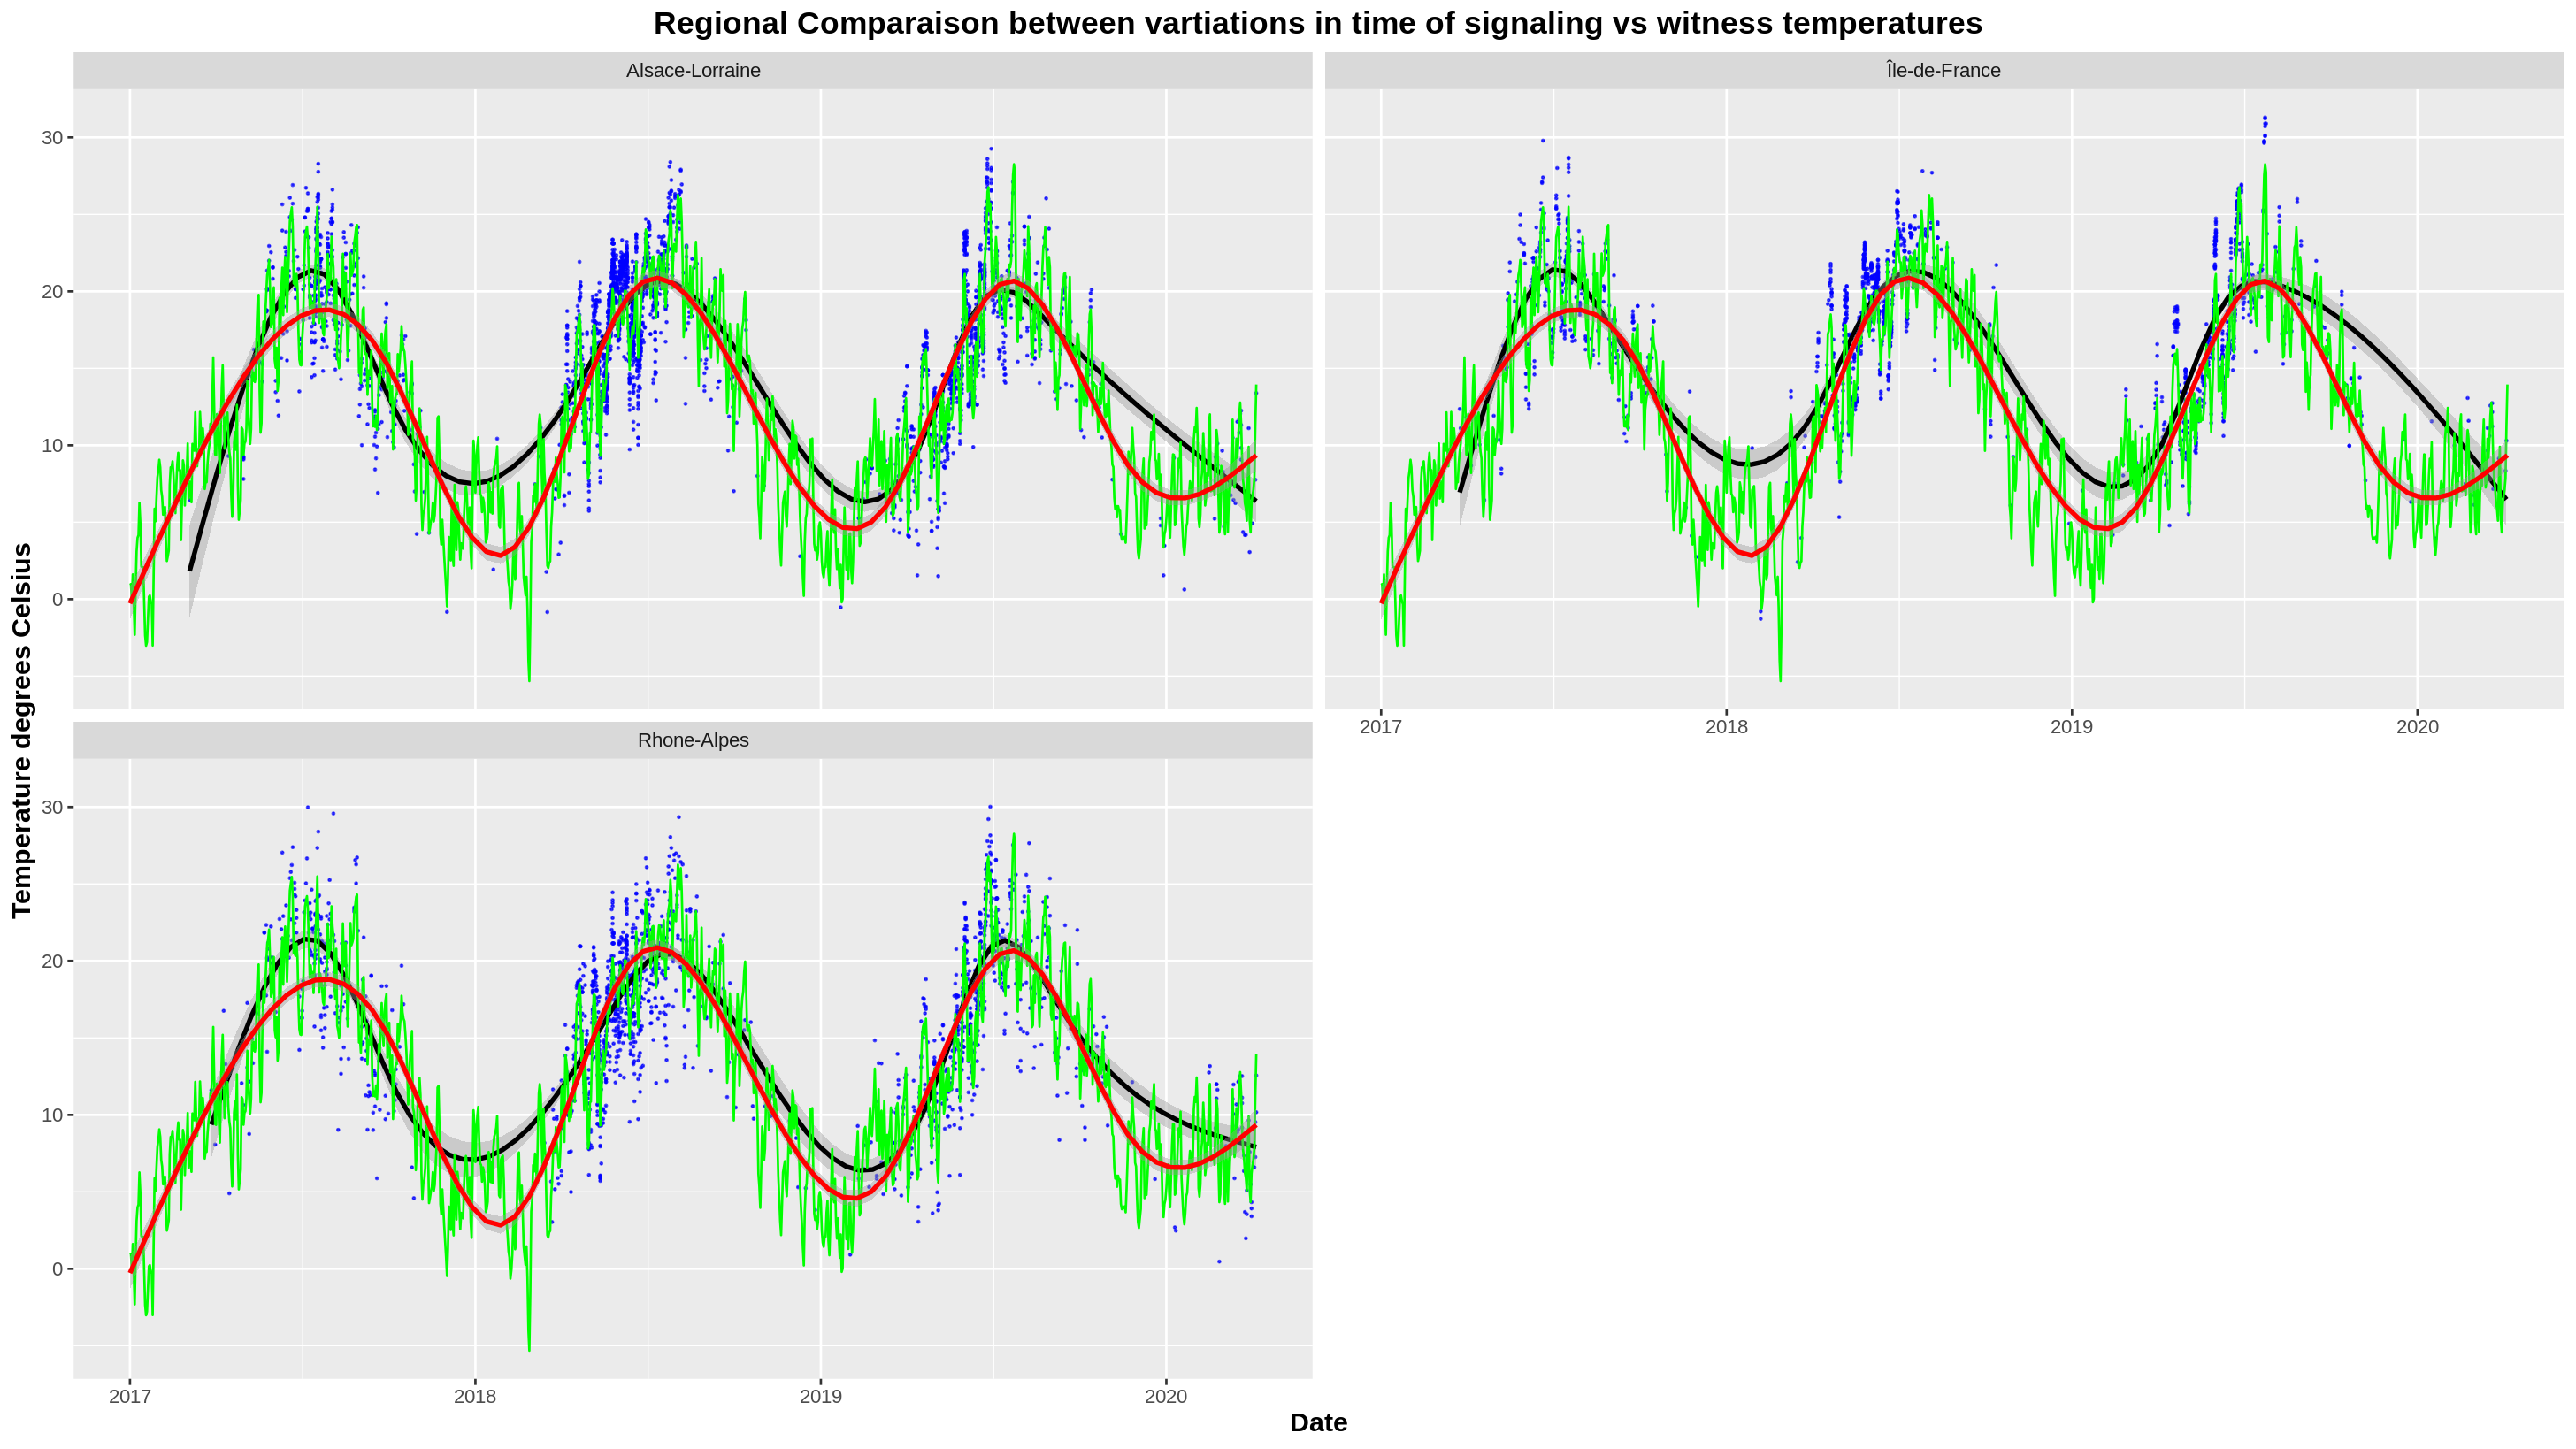 Regional Comparaison between vartiations in time of signaling vs witness temperatures
Alsace-Lorraine
Île-de-France
30
20
10
0
2017
2018
2019
2020
Rhone-Alpes
30
20
10
0
2017
2018
2019
2020
Temperature degrees Celsius
Date